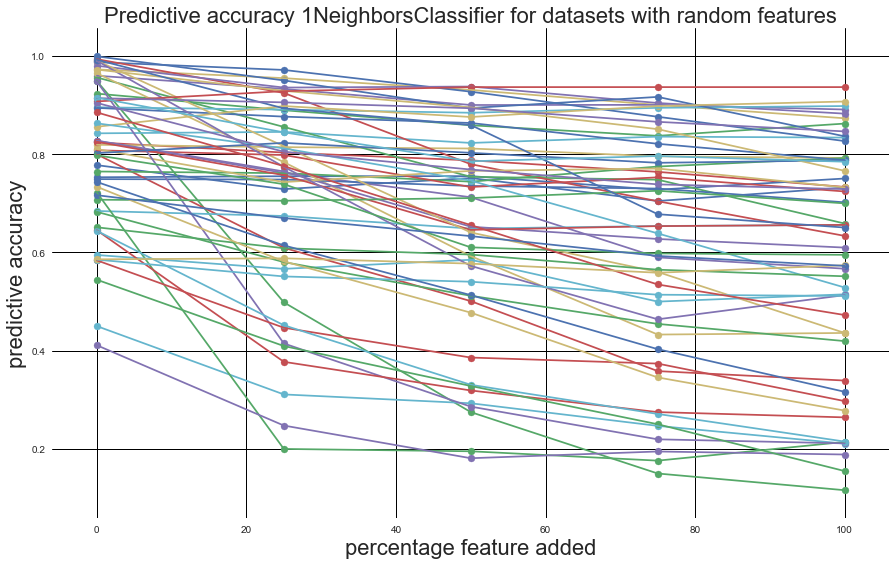 Predictive accuracy 1NeighborsClassifier for datasets with random features
1.0
0.8
0.6
0.4
0.2
predictive accuracy
0 20 40 60 80 100
percentage feature added